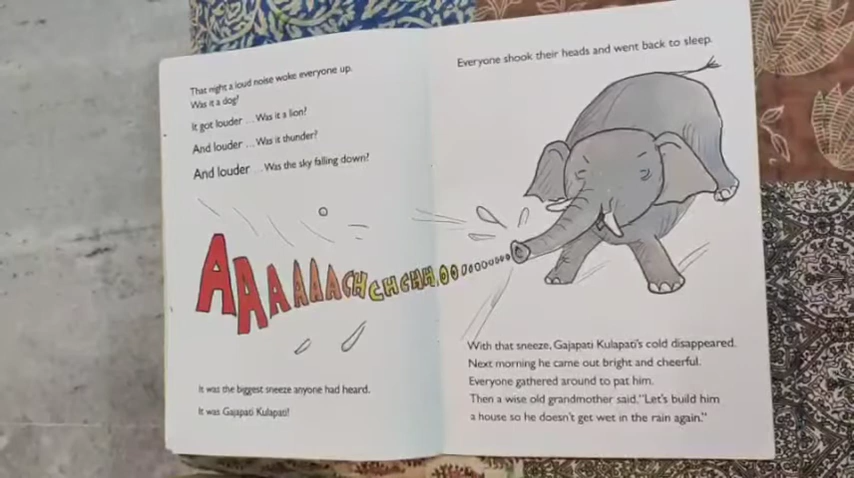 That night a loud noise woke everyone up.
Was it a dog?
It got louder ... Was it a lion?
And louder ... Was it thunder?
And louder ... Was the sky falling down?
AAAAAACHCHCHHHOOOOOOOOOOOO
It was the biggest sneeze anyone had heard.
It was Gajapati Kulapati!
Everyone shook their heads and went back to sleep.
With that sneeze, Gajapati Kulapati's cold disappeared.
Next morning he came out bright and cheerful.
Everyone gathered around to pat him.
Then a wise old grandmother said, "Let's build him
a house so he doesn't get wet in the rain again."